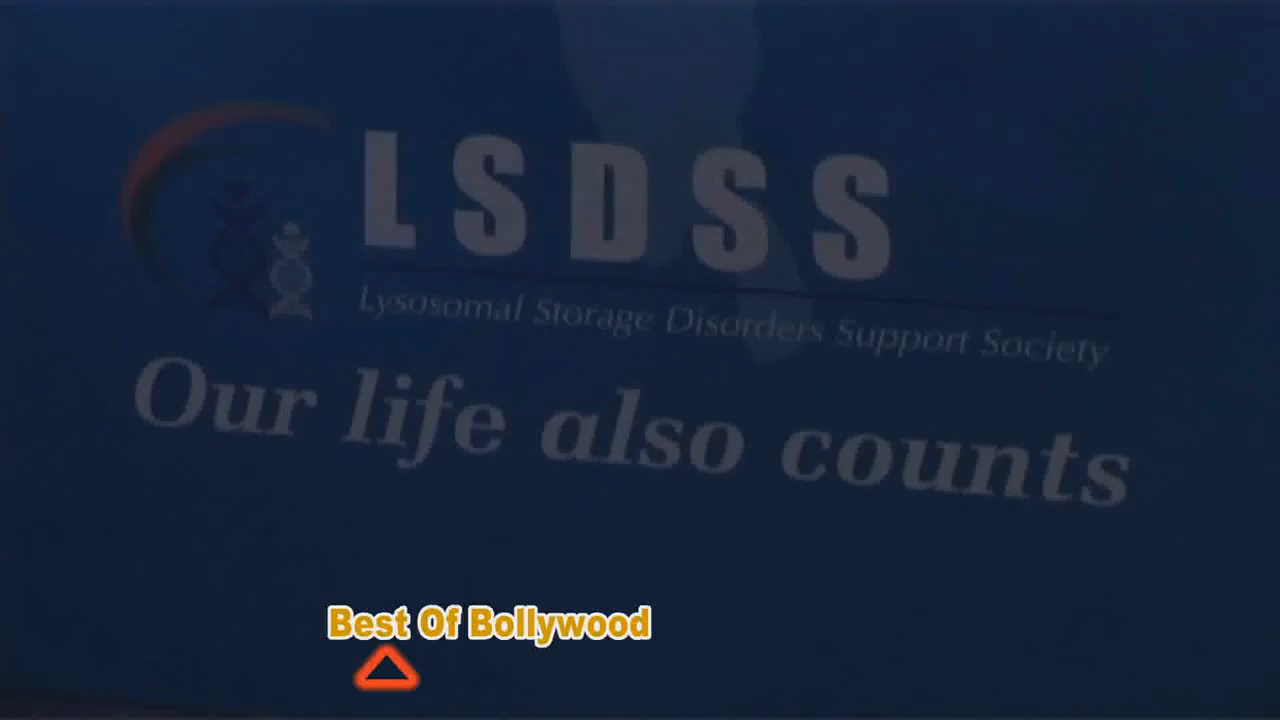 LSDSS
Lysosomal Storage Disorders Support Society
Our life also counts
Best Of Bollywood